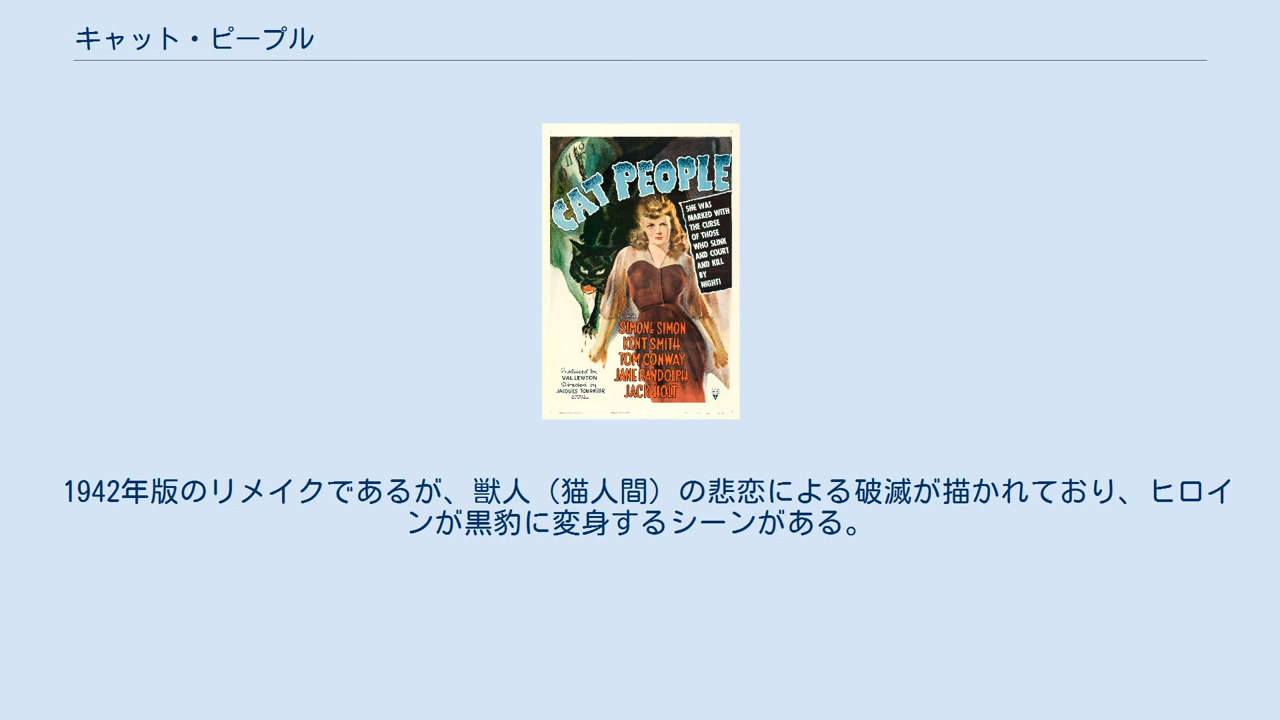 キャット・ピープル
CAT PEOPLE
SHE WAS
MARKED WITH
THE CURSE
OF THOSE
WHO SLINK
AND COURT
AND KILL
BY
NIGHT!
SIMONE SIMON
KENT SMITH
TOM CONWAY
JANE RANDOLPH
JACK HOLT
Produced by
VAL LEWTON
Directed by
JACQUES TOURNEUR
1942年版のリメイクであるが、獣人（猫人間）の悲恋による破滅が描かれており、ヒロイ
ンが黒豹に変身するシーンがある。